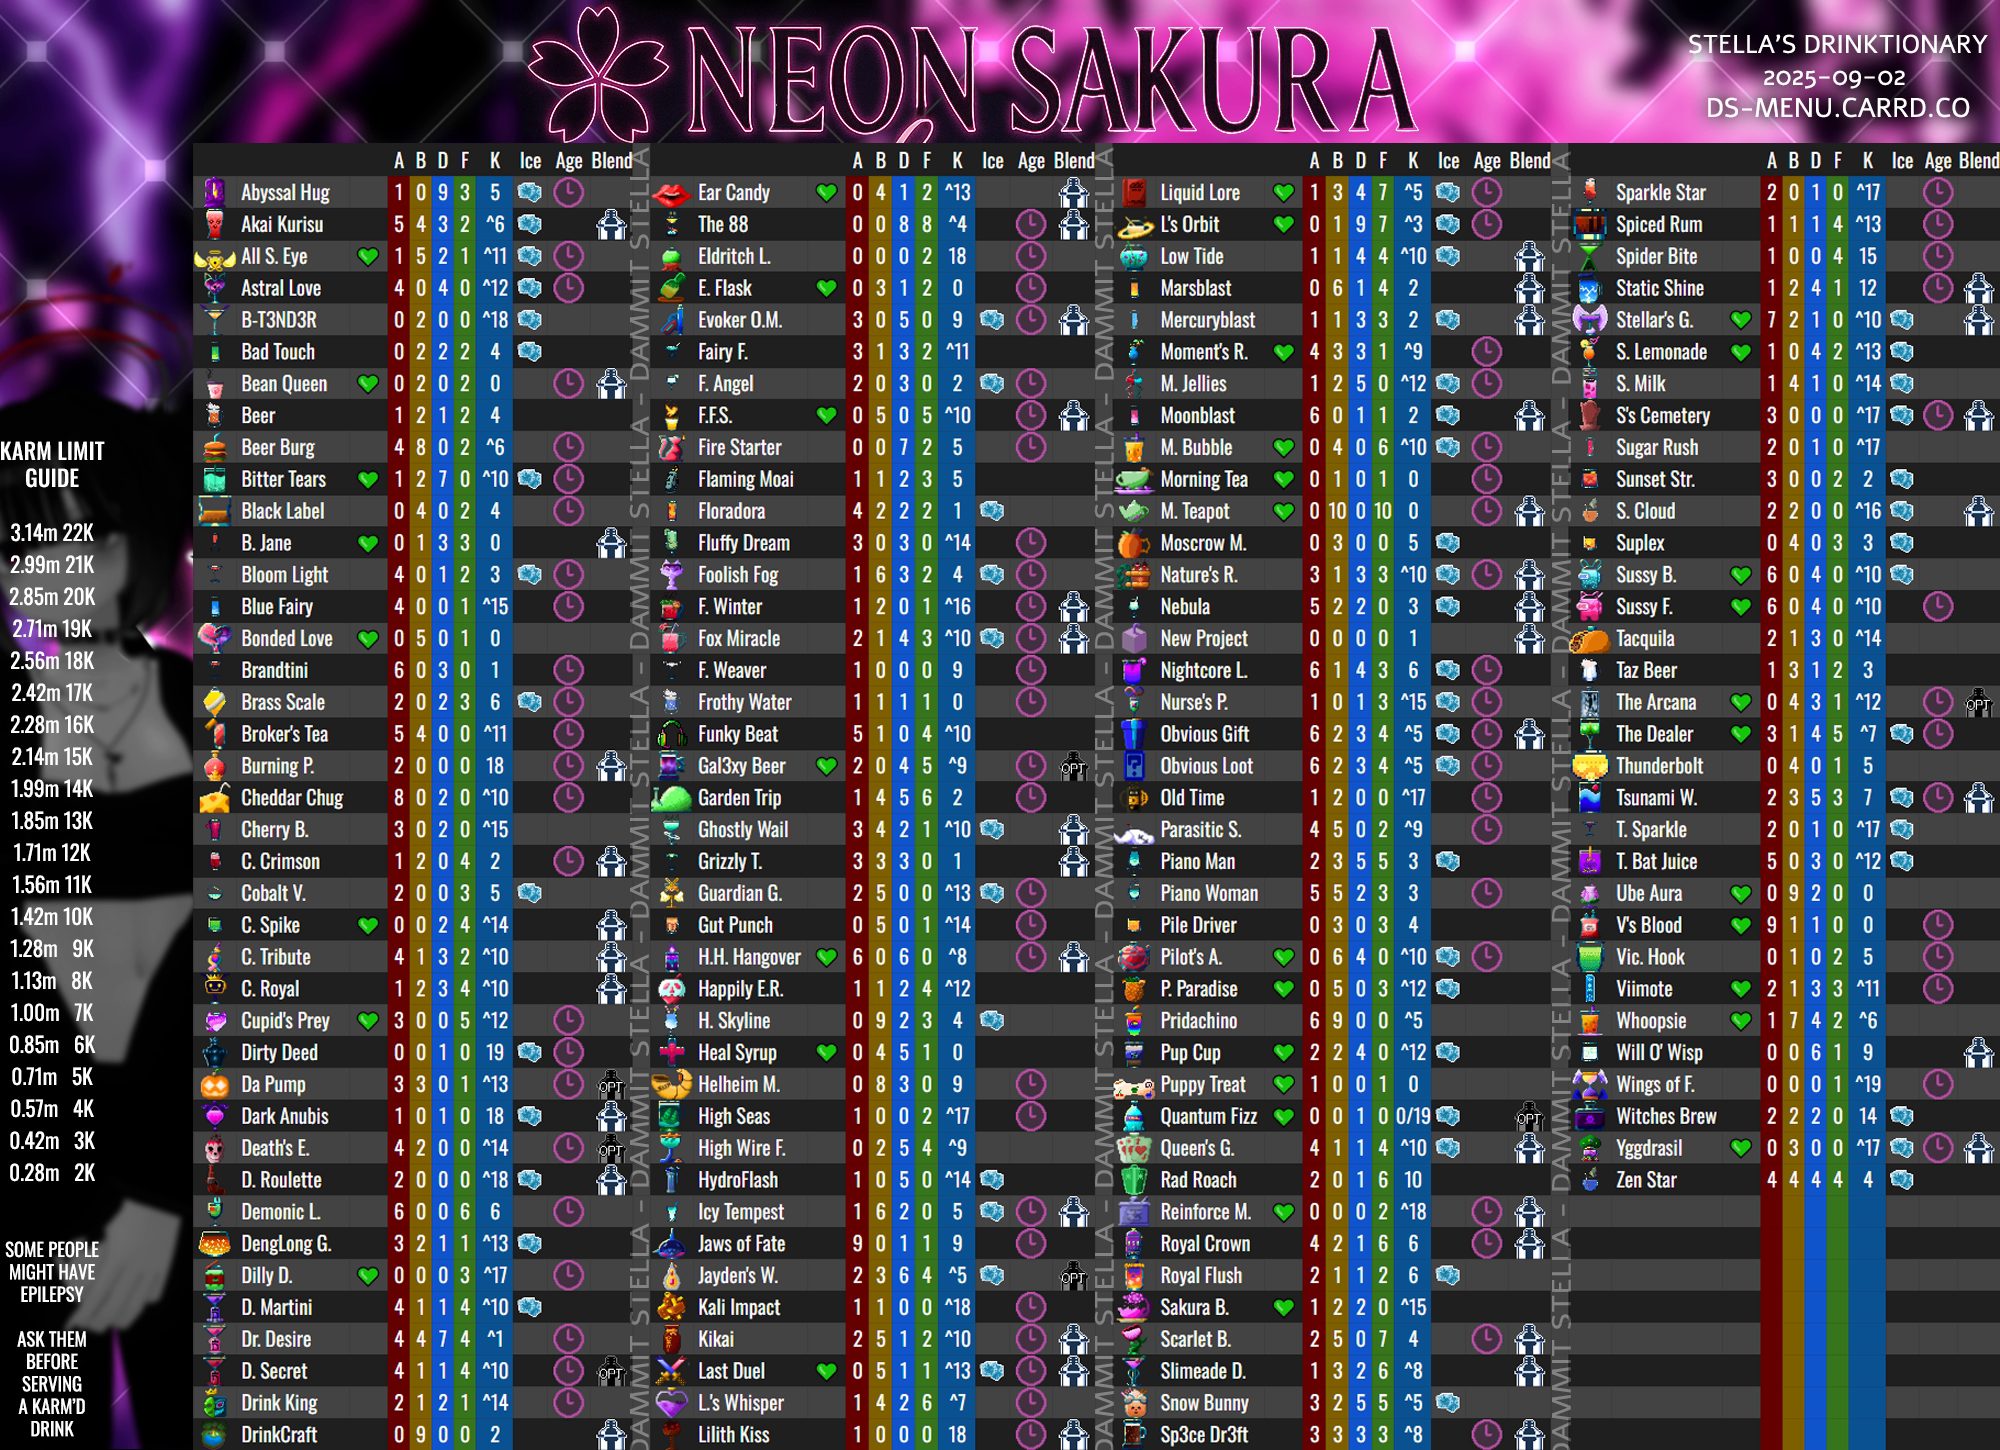 NEON SAKURA
STELLA'S DRINKTIONARY
2025-09-02
DS-MENU.CARRD.CO
KARM LIMIT
GUIDE
3.14m 22K
2.99m 21K
2.85m 20K
2.71m 19K
2.56m 18K
2.42m 17K
2.28m 16K
2.14m 15K
1.99m 14K
1.85m 13K
1.71m 12K
1.56m 11K
1.42m 10K
1.28m 9K
1.13m 8K
1.00m 7K
0.85m 6K
0.71m 5K
0.57m 4K
0.42m 3K
0.28m 2K
SOME PEOPLE
MIGHT HAVE
EPILEPSY
ASK THEM
BEFORE
SERVING
A KARM'D
DRINK
A B D F K Ice Age Blend
Abyssal Hug 1 0 9 3 5
Akai Kurisu 5 4 3 2 ^6
All S. Eye 1 5 2 1 ^11
Astral Love 4 0 4 0 ^12
B-T3ND3R 0 2 0 0 ^18
Bad Touch 0 2 2 2 4
Bean Queen 0 2 0 2 0
Beer 1 2 1 2 4
Beer Burg 4 8 0 2 ^6
Bitter Tears 1 2 7 0 ^10
Black Label 0 4 0 2 4
B. Jane 0 1 3 3 0
Bloom Light 4 0 1 2 3
Blue Fairy 4 0 0 1 ^15
Bonded Love 0 5 0 1 0
Brandtini 6 0 3 0 1
Brass Scale 2 0 2 3 6
Broker's Tea 5 4 0 0 ^11
Burning P. 2 0 0 0 18
Cheddar Chug 8 0 2 0 ^10
Cherry B. 3 0 2 0 ^15
C. Crimson 1 2 0 4 2
Cobalt V. 2 0 0 3 5
C. Spike 0 0 2 4 ^14
C. Tribute 4 1 3 2 ^10
C. Royal 1 2 3 4 ^10
Cupid's Prey 3 0 0 5 ^12
Dirty Deed 0 0 1 0 19
Da Pump 3 3 0 1 ^13 OPT
Dark Anubis 1 0 1 0 18
Death's E. 4 2 0 0 ^14 OPT
D. Roulette 2 0 0 0 ^18
Demonic L. 6 0 0 6 6
DengLong G. 3 2 1 1 ^13
Dilly D. 0 0 0 3 ^17
D. Martini 4 1 1 4 ^10
Dr. Desire 4 4 7 4 ^1
D. Secret 4 1 1 4 ^10 OPT
Drink King 2 1 2 1 ^14
DrinkCraft 0 9 0 0 2
DAMMIT STELLA - DAMMIT STELLA - DAMMIT STELLA - DAMMIT STELLA
A B D F K Ice Age Blend
Ear Candy 0 4 1 2 ^13
The 88 0 0 8 8 ^4
Eldritch L. 0 0 0 2 18
E. Flask 0 3 1 2 0
Evoker O.M. 3 0 5 0 9
Fairy F. 3 1 3 2 ^11
F. Angel 2 0 3 0 2
F.F.S. 0 5 0 5 ^10
Fire Starter 0 0 7 2 5
Flaming Moai 1 1 2 3 5
Floradora 4 2 2 2 1
Fluffy Dream 3 0 3 0 ^14
Foolish Fog 1 6 3 2 4
F. Winter 1 2 0 1 ^16
Fox Miracle 2 1 4 3 ^10
F. Weaver 1 0 0 0 9
Frothy Water 1 1 1 1 0
Funky Beat 5 1 0 4 ^10
Gal3xy Beer 2 0 4 5 ^9 OPT
Garden Trip 1 4 5 6 2
Ghostly Wail 3 4 2 1 ^10
Grizzly T. 3 3 3 0 1
Guardian G. 2 5 0 0 ^13
Gut Punch 0 5 0 1 ^14
H.H. Hangover 6 0 6 0 ^8
Happily E.R. 1 1 2 4 ^12
H. Skyline 0 9 2 3 4
Heal Syrup 0 4 5 1 0
Helheim M. 0 8 3 0 9
High Seas 1 0 0 2 ^17
High Wire F. 0 2 5 4 ^9
HydroFlash 1 0 5 0 ^14
Icy Tempest 1 6 2 0 5
Jaws of Fate 9 0 1 1 9
Jayden's W. 2 3 6 4 ^5 OPT
Kali Impact 1 1 0 0 ^18
Kikai 2 5 1 2 ^10
Last Duel 0 5 1 1 ^13
L.'s Whisper 1 4 2 6 ^7
Lilith Kiss 1 0 0 0 18
DAMMIT STELLA - DAMMIT STELLA - DAMMIT STELLA - DAMMIT STELLA
A B D F K Ice Age Blend
Liquid Lore 1 3 4 7 ^5
L's Orbit 0 1 9 7 ^3
Low Tide 1 1 4 4 ^10
Marsblast 0 6 1 4 2
Mercuryblast 1 1 3 3 2
Moment's R. 4 3 3 1 ^9
M. Jellies 1 2 5 0 ^12
Moonblast 6 0 1 1 2
M. Bubble 0 4 0 6 ^10
Morning Tea 0 1 0 1 0
M. Teapot 0 10 0 10 0
Moscrow M. 0 3 0 0 5
Nature's R. 3 1 3 3 ^10
Nebula 5 2 2 0 3
New Project 0 0 0 0 1
Nightcore L. 6 1 4 3 6
Nurse's P. 1 0 1 3 ^15
Obvious Gift 6 2 3 4 ^5
Obvious Loot 6 2 3 4 ^5
Old Time 1 2 0 0 ^17
Parasitic S. 4 5 0 2 ^9
Piano Man 2 3 5 5 3
Piano Woman 5 5 2 3 3
Pile Driver 0 3 0 3 4
Pilot's A. 0 6 4 0 ^10
P. Paradise 0 5 0 3 ^12
Pridachino 6 9 0 0 ^5
Pup Cup 2 2 4 0 ^12
Puppy Treat 1 0 0 1 0
Quantum Fizz 0 0 1 0 0/19 OPT
Queen's G. 4 1 1 4 ^10
Rad Roach 2 0 1 6 10
Reinforce M. 0 0 0 2 ^18
Royal Crown 4 2 1 6 6
Royal Flush 2 1 1 2 6
Sakura B. 1 2 2 0 ^15
Scarlet B. 2 5 0 7 4
Slimeade D. 1 3 2 6 ^8
Snow Bunny 3 2 5 5 ^5
Sp3ce Dr3ft 3 3 3 3 ^8
DAMMIT STELLA - DAMMIT STELLA - DAMMIT STELLA - DAMMIT STELLA
A B D F K Ice Age Blend
Sparkle Star 2 0 1 0 ^17
Spiced Rum 1 1 1 4 ^13
Spider Bite 1 0 0 4 15
Static Shine 1 2 4 1 12
Stellar's G. 7 2 1 0 ^10
S. Lemonade 1 0 4 2 ^13
S. Milk 1 4 1 0 ^14
S's Cemetery 3 0 0 0 ^17
Sugar Rush 2 0 1 0 ^17
Sunset Str. 3 0 0 2 2
S. Cloud 2 2 0 0 ^16
Suplex 0 4 0 3 3
Sussy B. 6 0 4 0 ^10
Sussy F. 6 0 4 0 ^10
Tacquila 2 1 3 0 ^14
Taz Beer 1 3 1 2 3
The Arcana 0 4 3 1 ^12 OPT
The Dealer 3 1 4 5 ^7
Thunderbolt 0 4 0 1 5
Tsunami W. 2 3 5 3 7
T. Sparkle 2 0 1 0 ^17
T. Bat Juice 5 0 3 0 ^12
Ube Aura 0 9 2 0 0
V's Blood 9 1 1 0 0
Vic. Hook 0 1 0 2 5
Viimote 2 1 3 3 ^11
Whoopsie 1 7 4 2 ^6
Will O' Wisp 0 0 6 1 9
Wings of F. 0 0 0 1 ^19
Witches Brew 2 2 2 0 14
Yggdrasil 0 3 0 0 ^17
Zen Star 4 4 4 4 4